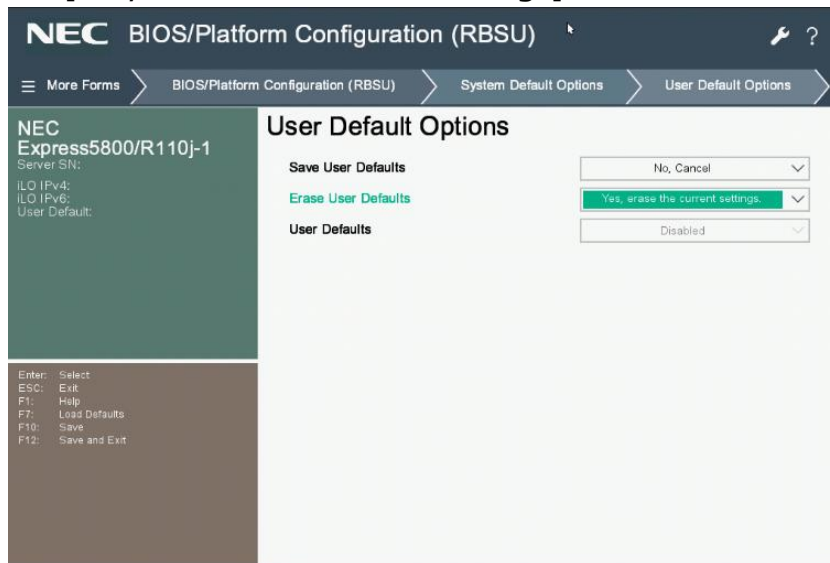 NEC BIOS/Platform Configuration (RBSU) ?
More Forms BIOS/Platform Configuration (RBSU) System Default Options User Default Options
NEC
Express5800/R110j-1
Server SN:
iLO IPv4:
iLO IPv6:
User Default:
User Default Options
Save User Defaults No, Cancel
Erase User Defaults Yes, erase the current settings.
User Defaults Disabled
Enter: Select
ESC: Exit
F1: Help
F7: Load Defaults
F10: Save
F12: Save and Exit